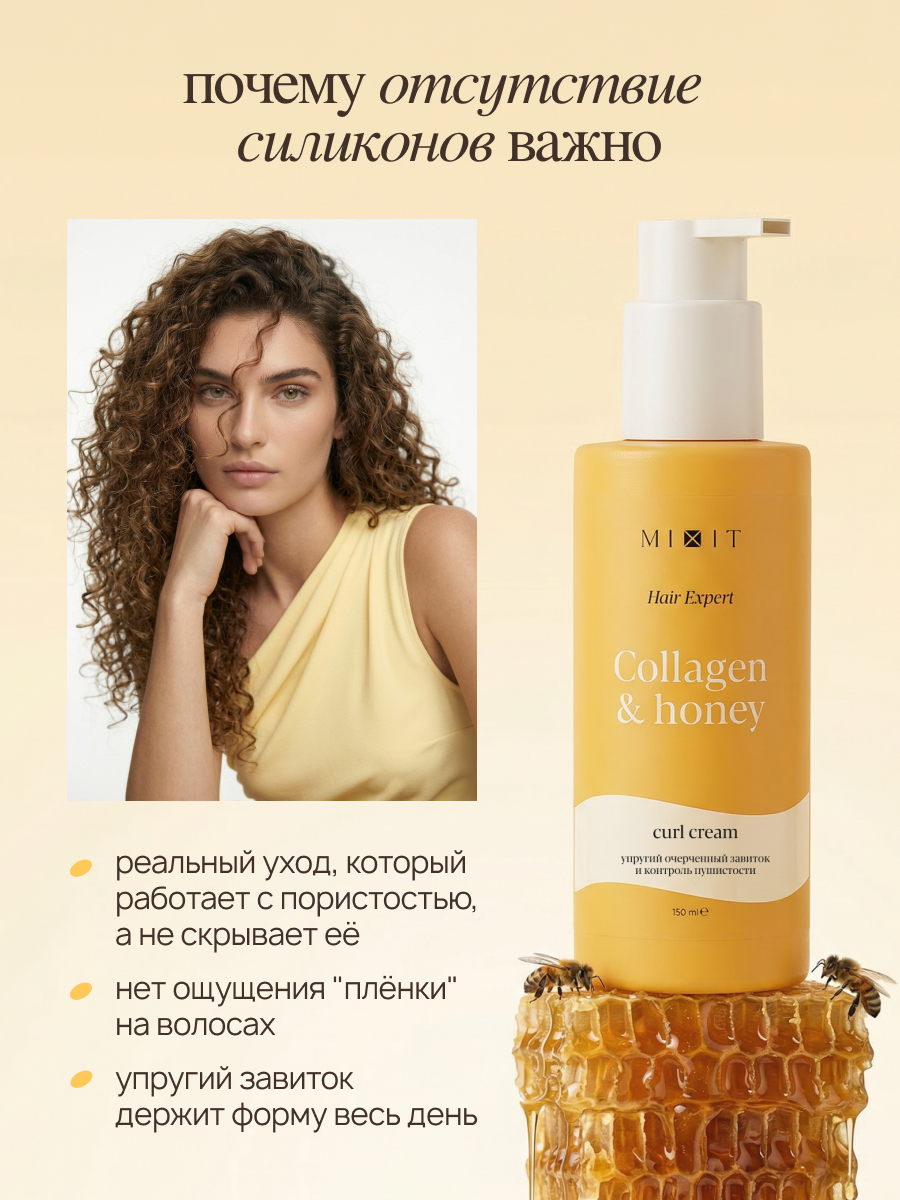 почему отсутствие
силиконов важно
MIXIT
Hair Expert
Collagen
& honey
curl cream
упругий очерченный завиток
и контроль пушистости
150 ml ℮
реальный уход, который
работает с пористостью,
а не скрывает её
нет ощущения "плёнки"
на волосах
упругий завиток
держит форму весь день